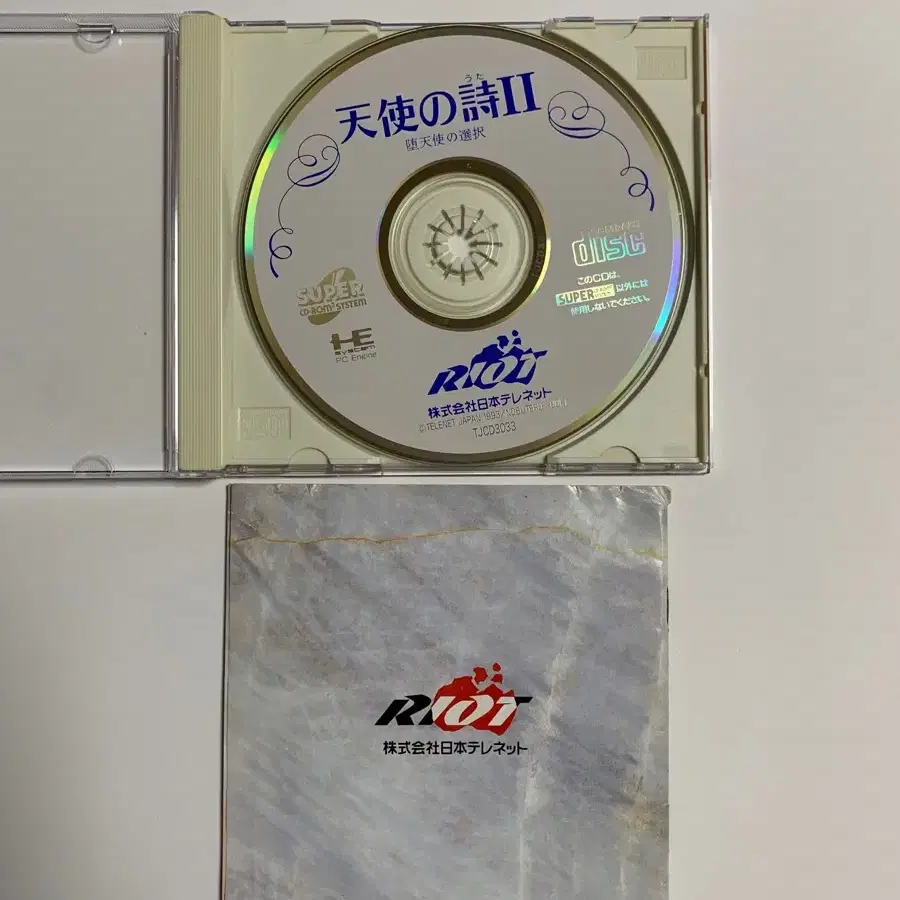 うた
天使の詩II
堕天使の選択
SUPER
CD-ROM² SYSTEM
HE
SYSTEM
PC Engine
disc
このCDは、
SUPER 以外には
使用しないでください。
RIOT
株式会社日本テレネット
©TELENET JAPAN 1993
TJCD3033
RIOT
株式会社日本テレネット